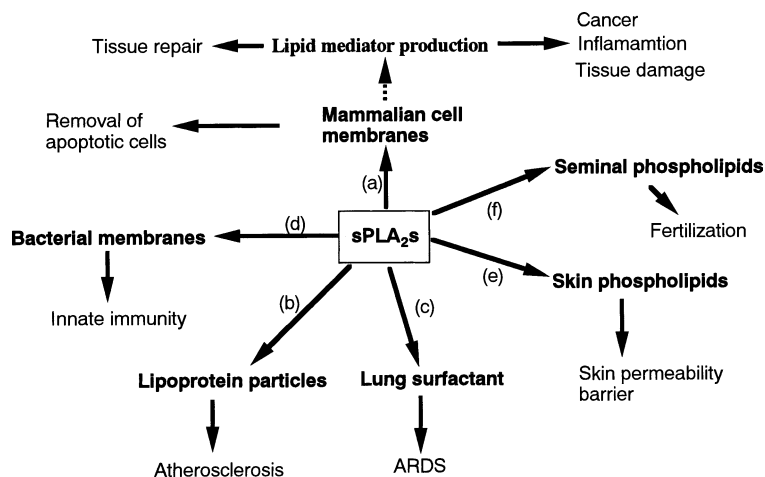 Cancer
Tissue repair
Lipid mediator production
Inflamamtion
Tissue damage
Removal of
apoptotic cells
Mammalian cell
membranes
(a)
Seminal phospholipids
(f)
Fertilization
Bacterial membranes
(d)
sPLA₂s
Innate immunity
(e)
Skin phospholipids
(b)
(c)
Lipoprotein particles
Lung surfactant
Skin permeability
barrier
Atherosclerosis
ARDS